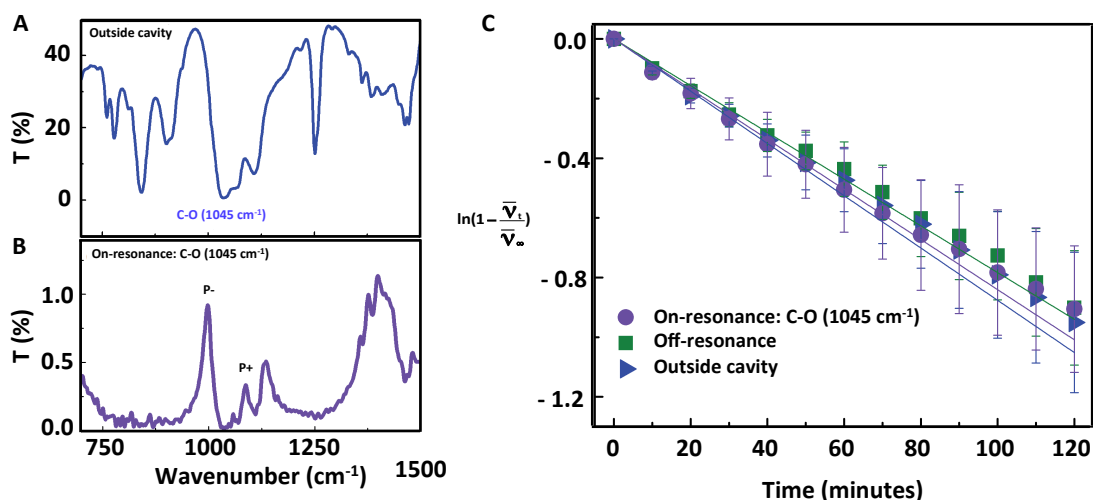 A
Outside cavity
40
20
0
T (%)
C-O (1045 cm⁻¹)
B
On-resonance: C-O (1045 cm⁻¹)
P-
P+
1.0
0.5
0.0
T (%)
750
1000
1250
1500
Wavenumber (cm⁻¹)
C
0.0
- 0.4
- 0.8
- 1.2
ln(1 − ν̅ₜ/ν̅∞)
On-resonance: C-O (1045 cm⁻¹)
Off-resonance
Outside cavity
0
20
40
60
80
100
120
Time (minutes)